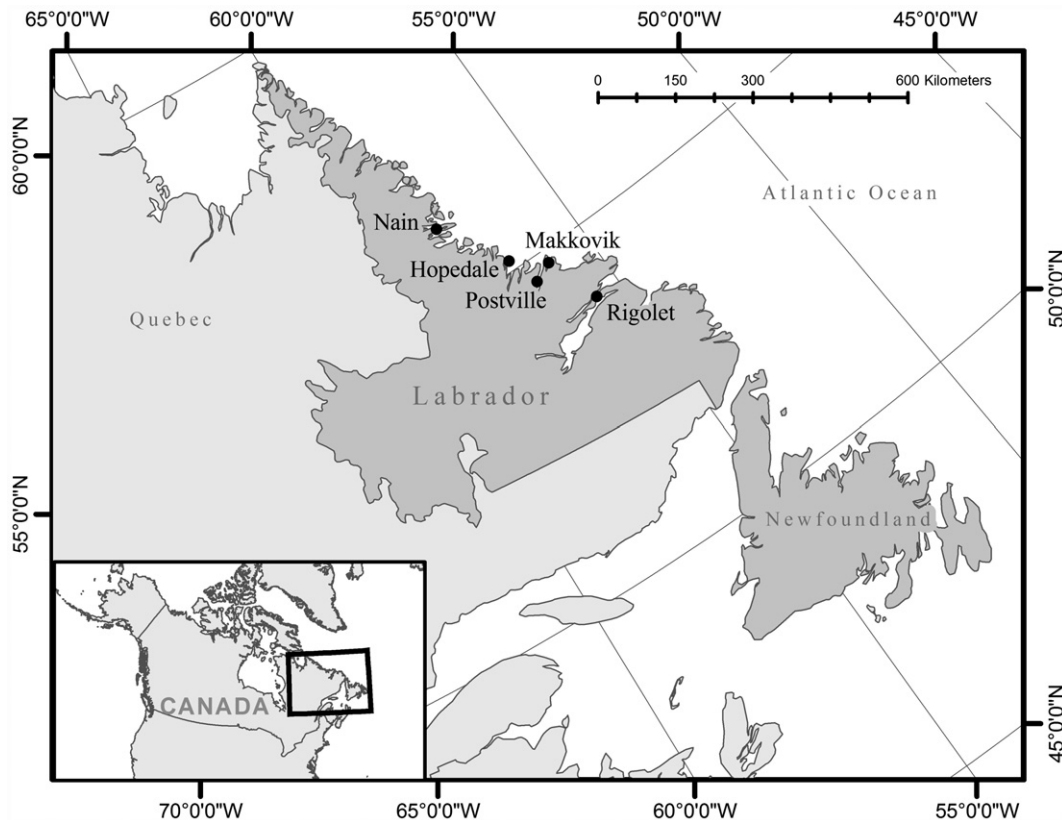 65°0'0"W
60°0'0"W
55°0'0"W
50°0'0"W
45°0'0"W
0 150 300 600 Kilometers
60°0'0"N
Atlantic Ocean
Nain
Makkovik
Hopedale
Postville
Rigolet
50°0'0"N
Quebec
Labrador
55°0'0"N
Newfoundland
CANADA
45°0'0"N
70°0'0"W
65°0'0"W
60°0'0"W
55°0'0"W